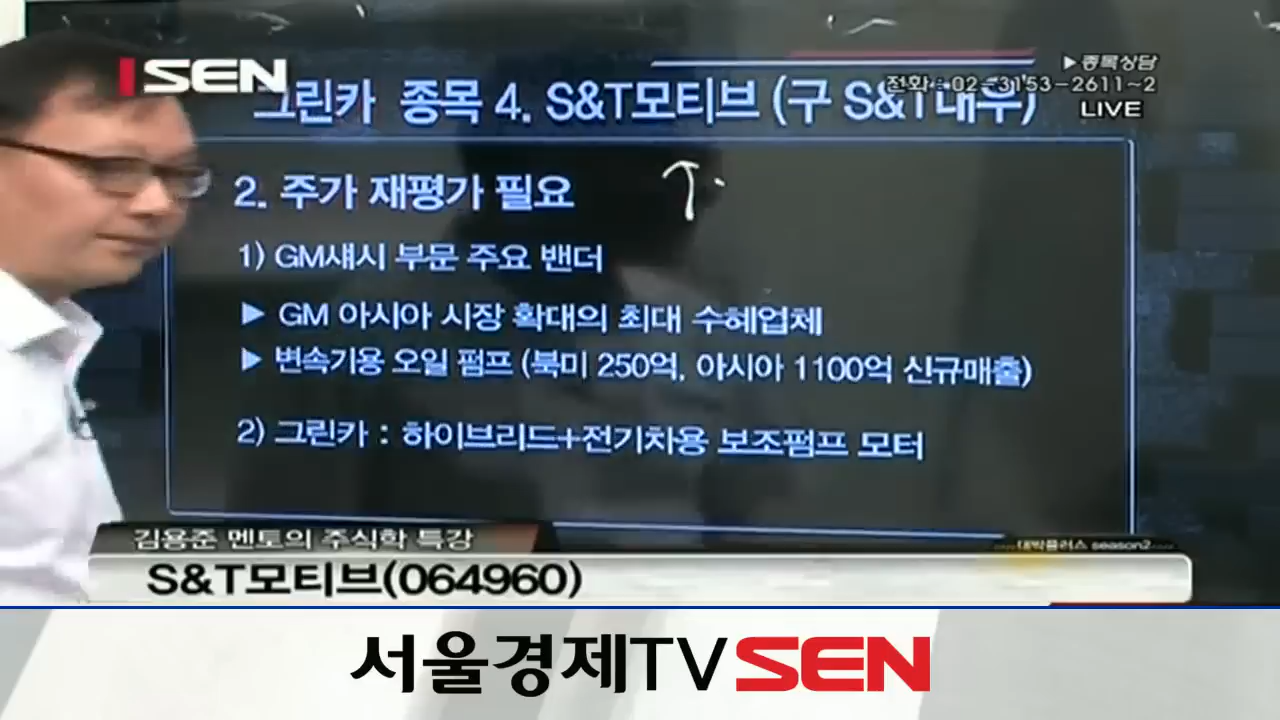 SEN
▶종목상담
전화 : 02-3153-2611~2
LIVE
그린카 종목 4. S&T모티브 (구 S&T대우)
2. 주가 재평가 필요
1) GM섀시 부문 주요 밴더
▶ GM 아시아 시장 확대의 최대 수혜업체
▶ 변속기용 오일 펌프 (북미 250억, 아시아 1100억 신규매출)
2) 그린카 : 하이브리드+전기차용 보조펌프 모터
김용준 멘토의 주식학 특강
대박플러스 season2
S&T모티브(064960)
서울경제TV SEN